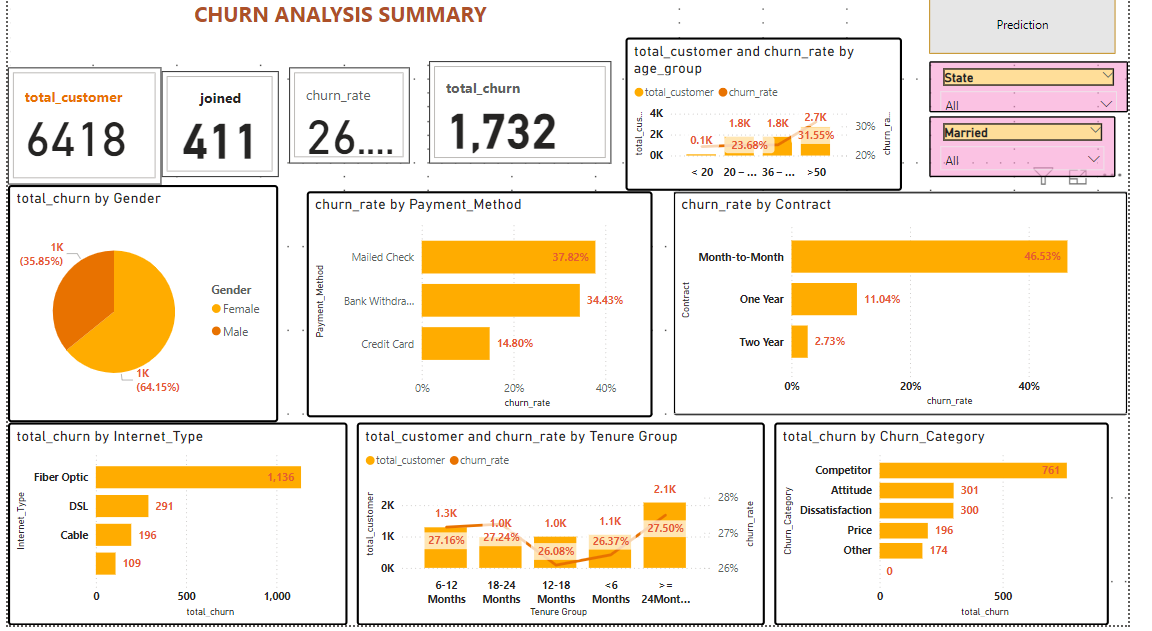 CHURN ANALYSIS SUMMARY
Prediction
total_customer
6418
joined
411
churn_rate
26....
total_churn
1,732
total_customer and churn_rate by
age_group
total_customer churn_rate
total_cus...
4K
2K
0K
0.1K
1.8K
1.8K
2.7K
23.68%
31.55%
30%
20%
churn_ra...
< 20 20 – ... 36 – ... >50
State
All
Married
All
total_churn by Gender
1K
(35.85%)
1K
(64.15%)
Gender
Female
Male
churn_rate by Payment_Method
Payment_Method
Mailed Check 37.82%
Bank Withdra... 34.43%
Credit Card 14.80%
0% 20% 40%
churn_rate
churn_rate by Contract
Contract
Month-to-Month 46.53%
One Year 11.04%
Two Year 2.73%
0% 20% 40%
churn_rate
total_churn by Internet_Type
Internet_Type
Fiber Optic 1,136
DSL 291
Cable 196
109
0 500 1,000
total_churn
total_customer and churn_rate by Tenure Group
total_customer churn_rate
total_customer
2K
1K
0K
1.3K 1.0K 1.0K 1.1K 2.1K
27.16% 27.24% 26.08% 26.37% 27.50%
28%
27%
26%
churn_rate
6-12 18-24 12-18 <6 >=
Months Months Months Months 24Mont...
Tenure Group
total_churn by Churn_Category
Churn_Category
Competitor 761
Attitude 301
Dissatisfaction 300
Price 196
Other 174
0
0 500
total_churn